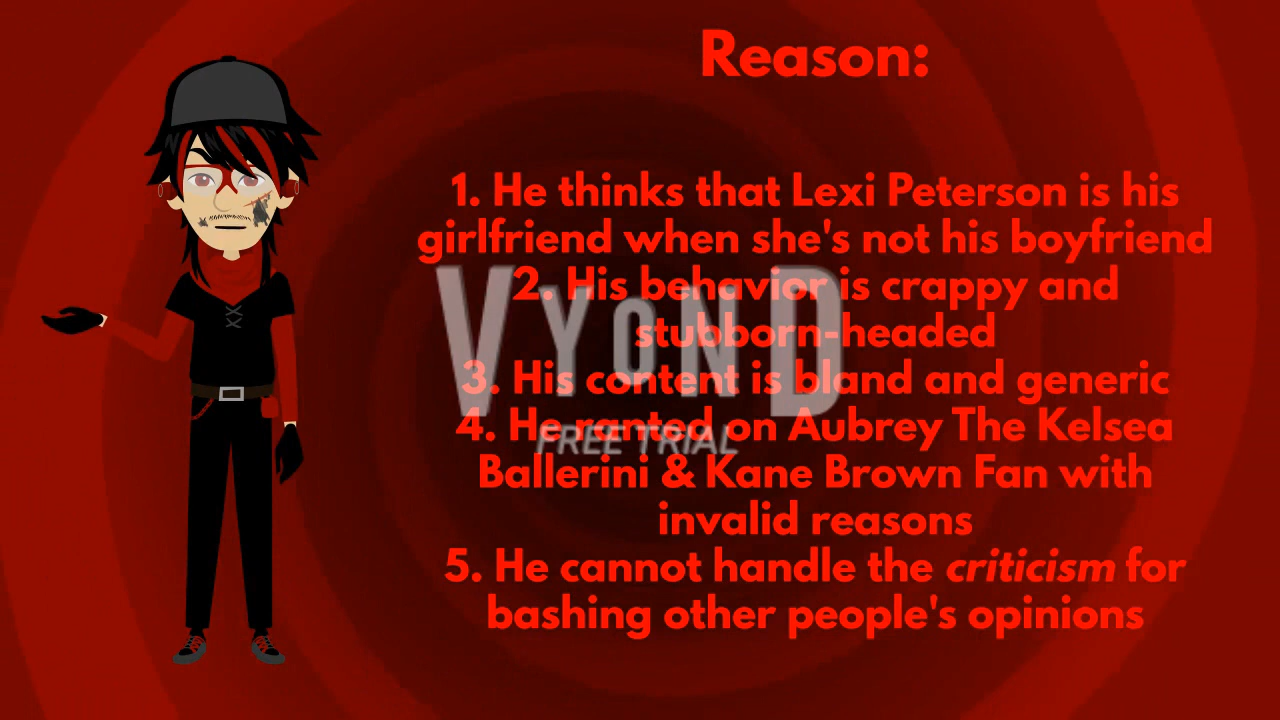 Reason:
1. He thinks that Lexi Peterson is his
girlfriend when she's not his boyfriend
2. His behavior is crappy and
stubborn-headed
3. His content is bland and generic
4. He ranted on Aubrey The Kelsea
Ballerini & Kane Brown Fan with
invalid reasons
5. He cannot handle the criticism for
bashing other people's opinions
VYOND
FREE TRIAL